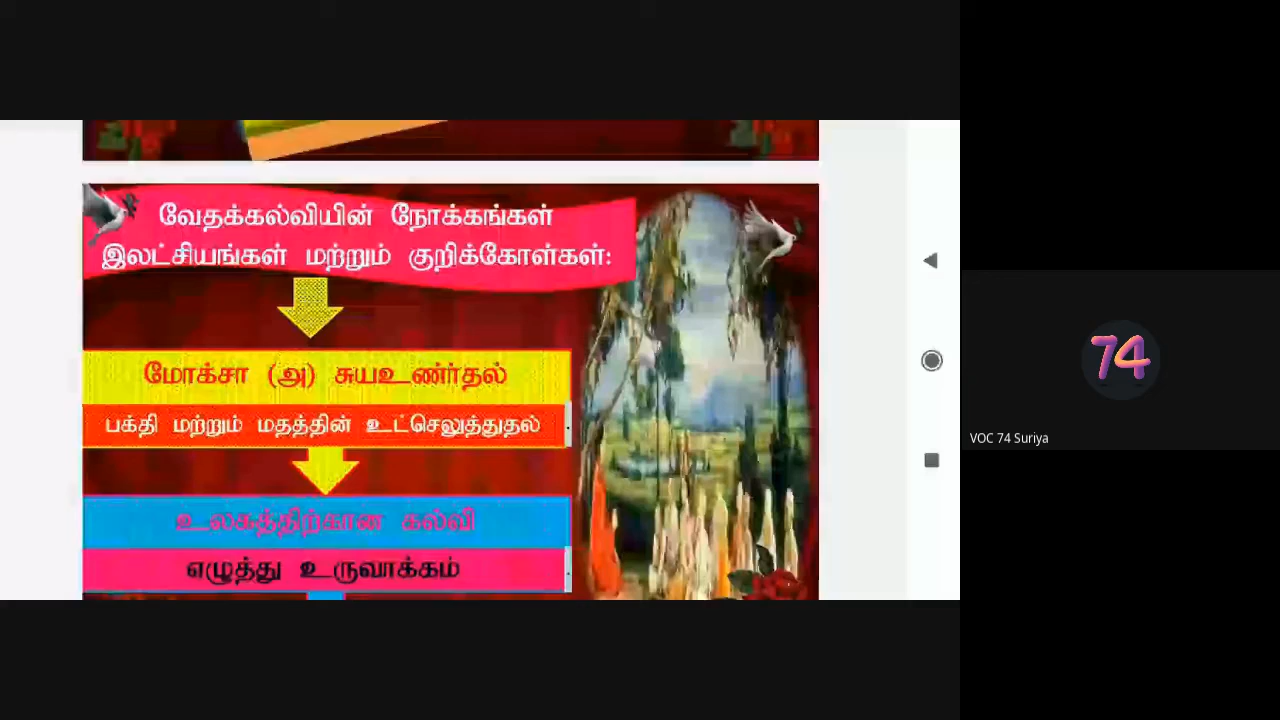 வேதக்கல்வியின் நோக்கங்கள்
இலட்சியங்கள் மற்றும் குறிக்கோள்கள்:
மோக்சா (அ) சுயஉணர்தல்
பக்தி மற்றும் மதத்தின் உட்செலுத்துதல்
உலகத்திற்கான கல்வி
எழுத்து உருவாக்கம்
74
VOC 74 Suriya